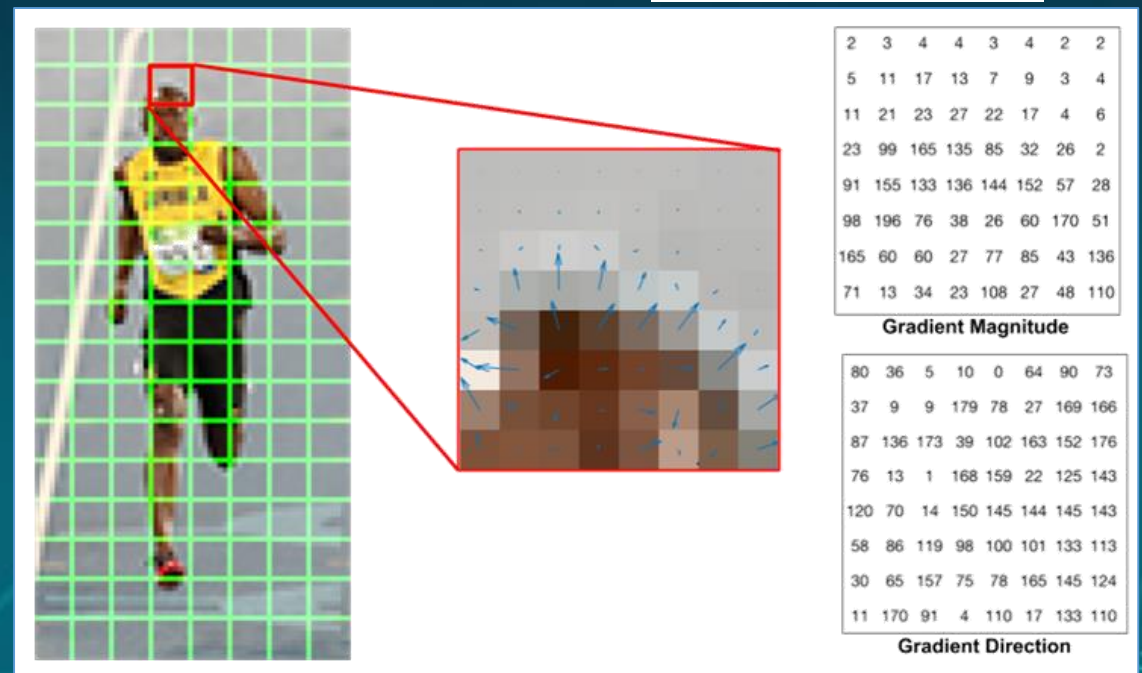 2 3 4 4 3 4 2 2
5 11 17 13 7 9 3 4
11 21 23 27 22 17 4 6
23 99 165 135 85 32 26 2
91 155 133 136 144 152 57 28
98 196 76 38 26 60 170 51
165 60 60 27 77 85 43 136
71 13 34 23 108 27 48 110
Gradient Magnitude
80 36 5 10 0 64 90 73
37 9 9 179 78 27 169 166
87 136 173 39 102 163 152 176
76 13 1 168 159 22 125 143
120 70 14 150 145 144 145 143
58 86 119 98 100 101 133 113
30 65 157 75 78 165 145 124
11 170 91 4 110 17 133 110
Gradient Direction